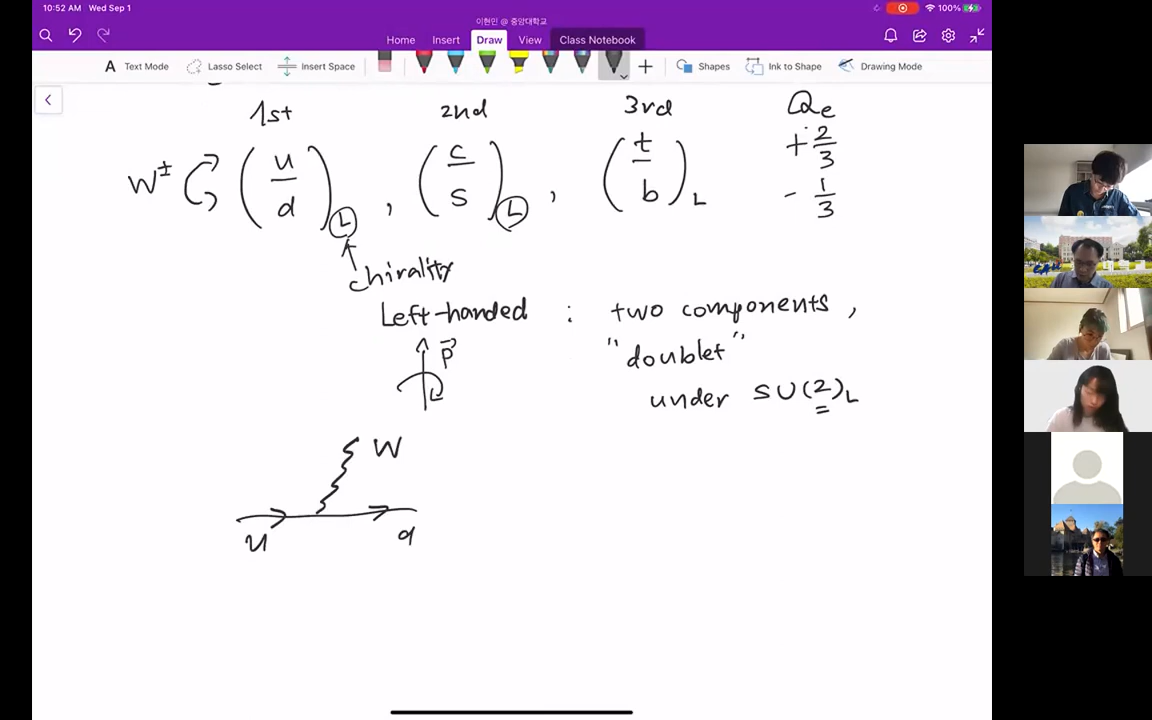 10:52 AM Wed Sep 1
100%
이현민 @ 중앙대학교
Home Insert Draw View Class Notebook
Text Mode Lasso Select Insert Space Shapes Ink to Shape Drawing Mode
1st 2nd 3rd Qe
W± (u d)L , (c s)L , (t b)L +2/3 -1/3
chirality
Left-handed : two components ,
"doublet"
under SU(2)L
P
W
u d